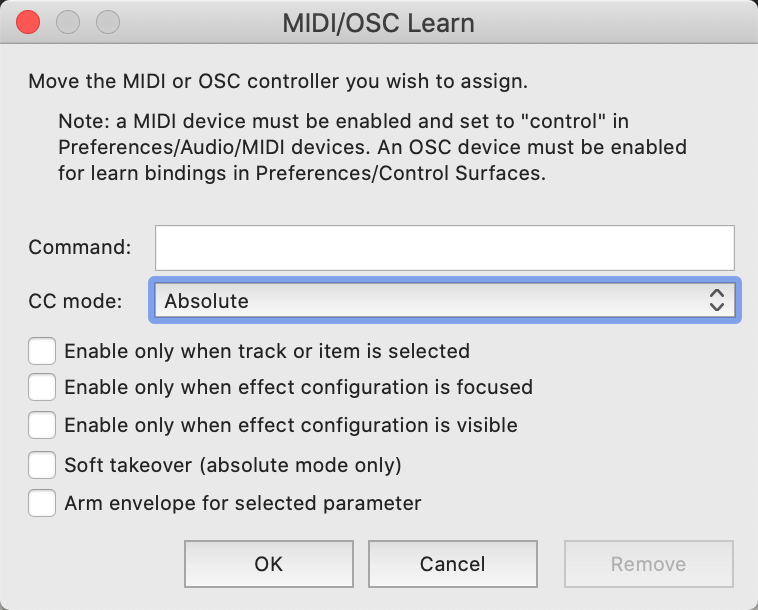 MIDI/OSC Learn
Move the MIDI or OSC controller you wish to assign.
Note: a MIDI device must be enabled and set to "control" in
Preferences/Audio/MIDI devices. An OSC device must be enabled
for learn bindings in Preferences/Control Surfaces.
Command:
CC mode: Absolute
Enable only when track or item is selected
Enable only when effect configuration is focused
Enable only when effect configuration is visible
Soft takeover (absolute mode only)
Arm envelope for selected parameter
OK Cancel Remove